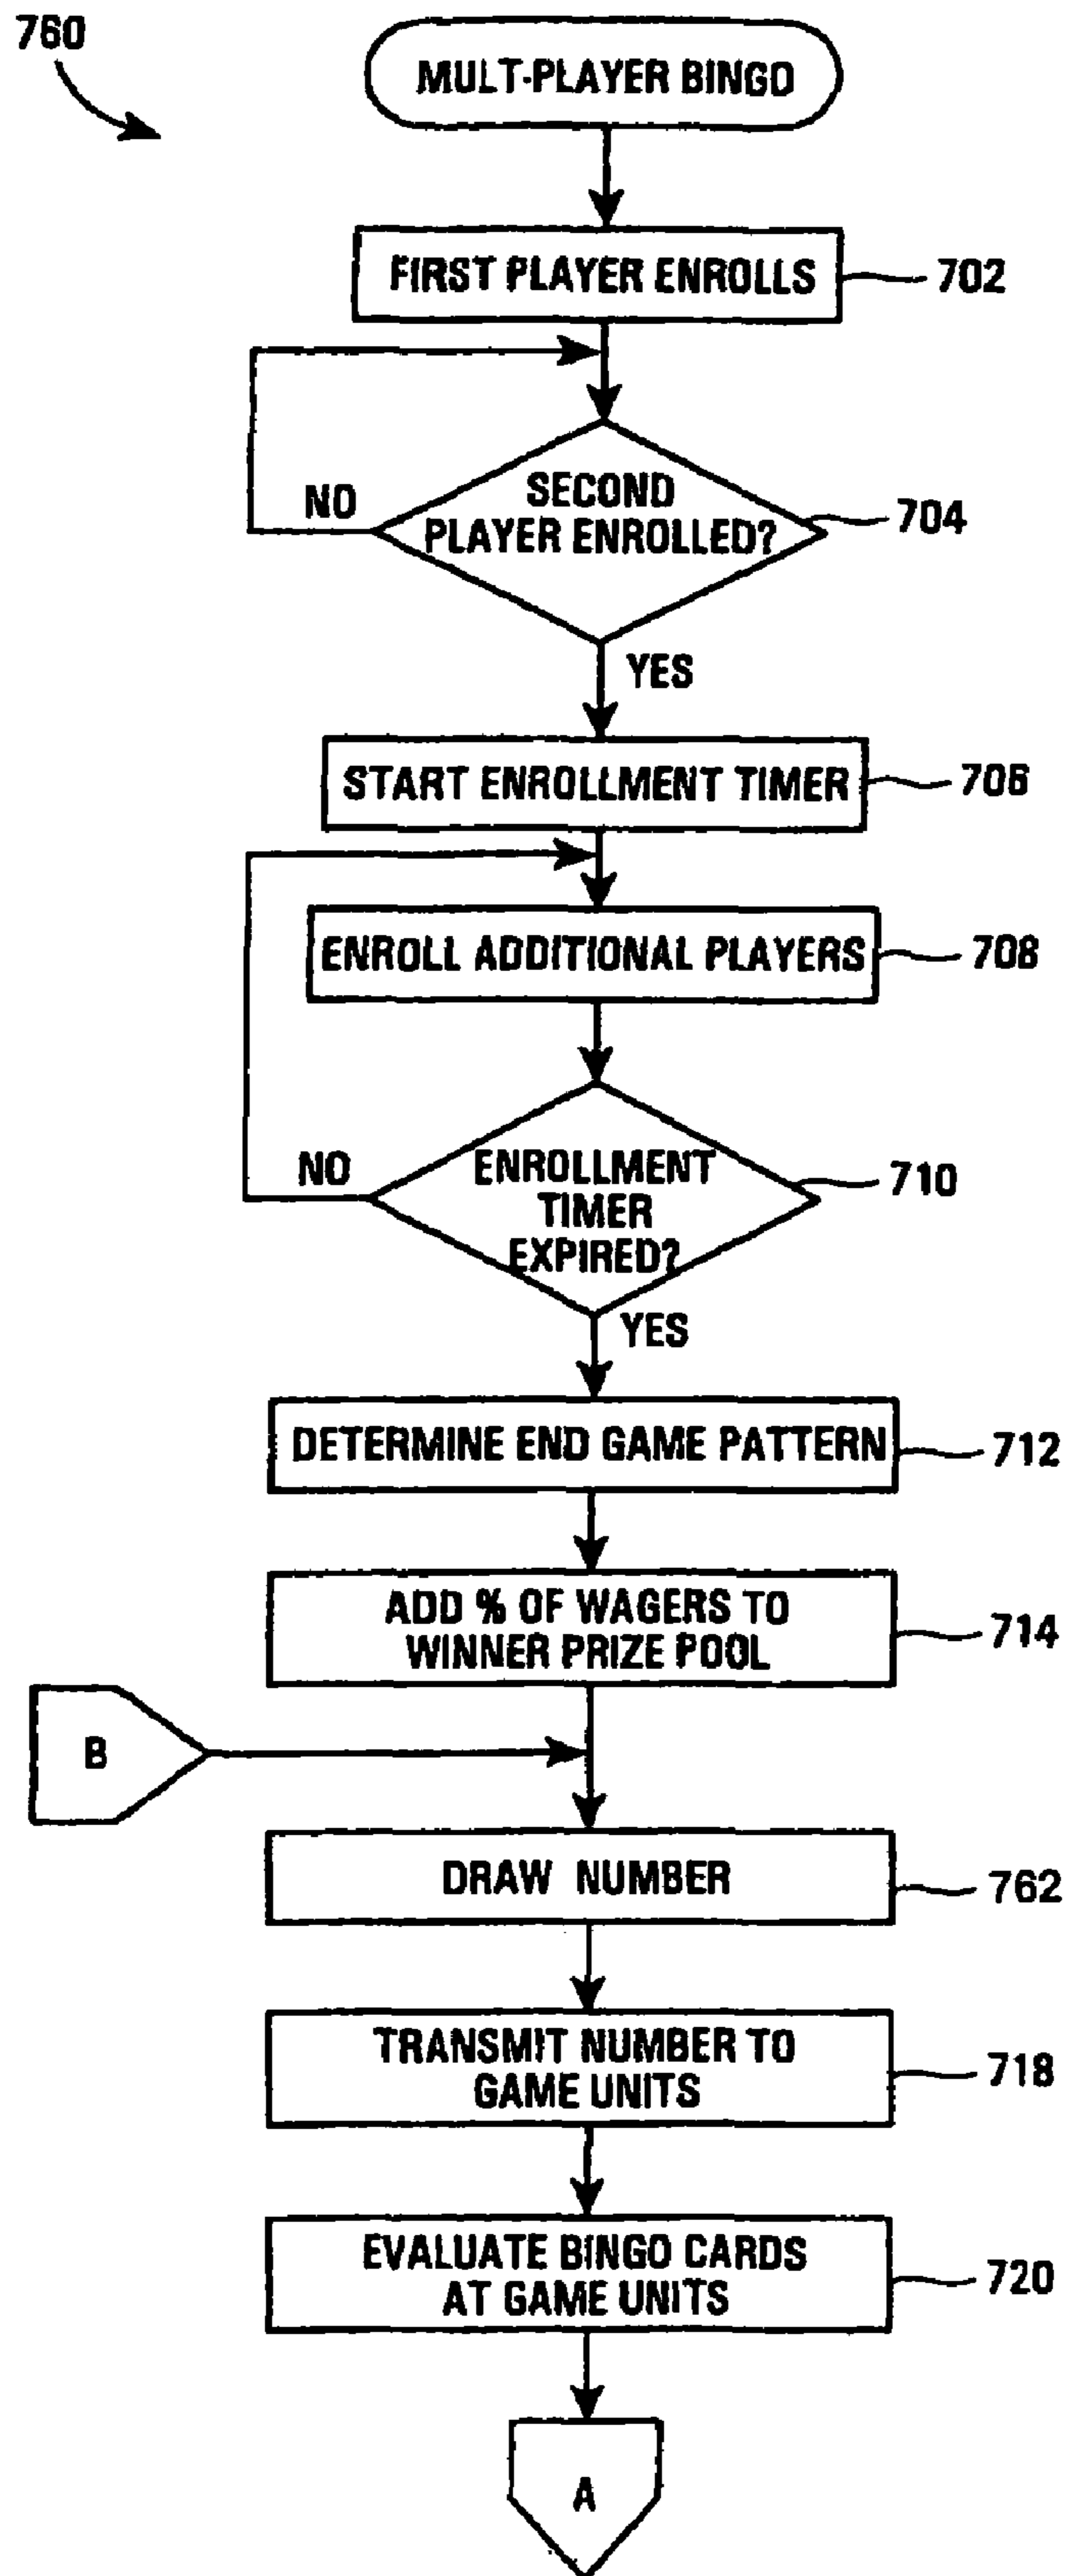 760
MULT-PLAYER BINGO
FIRST PLAYER ENROLLS
702
SECOND
PLAYER ENROLLED?
NO
704
YES
START ENROLLMENT TIMER
706
ENROLL ADDITIONAL PLAYERS
708
ENROLLMENT
TIMER
EXPIRED?
NO
710
YES
DETERMINE END GAME PATTERN
712
ADD % OF WAGERS TO
WINNER PRIZE POOL
714
B
DRAW NUMBER
762
TRANSMIT NUMBER TO
GAME UNITS
718
EVALUATE BINGO CARDS
AT GAME UNITS
720
A